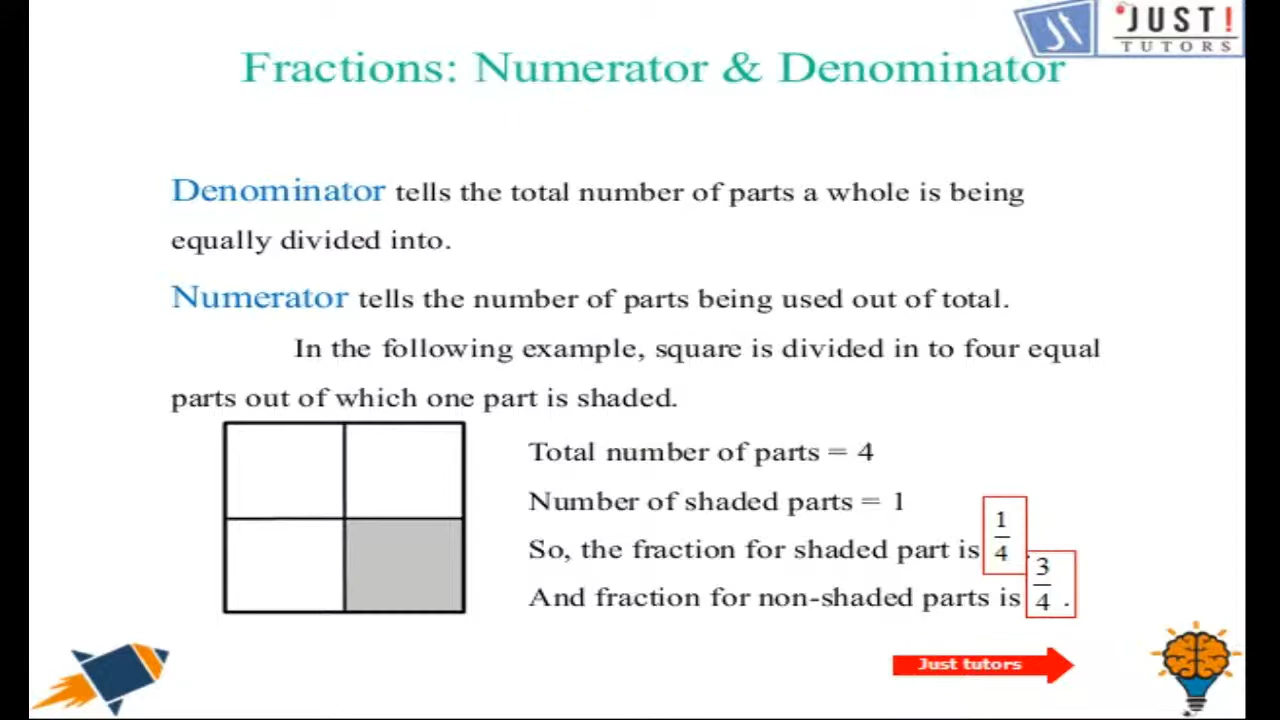 JUST!
TUTORS
Fractions: Numerator & Denominator
Denominator tells the total number of parts a whole is being
equally divided into.
Numerator tells the number of parts being used out of total.
In the following example, square is divided in to four equal
parts out of which one part is shaded.
Total number of parts = 4
Number of shaded parts = 1
So, the fraction for shaded part is 1/4 .
And fraction for non-shaded parts is 3/4 .
Just tutors